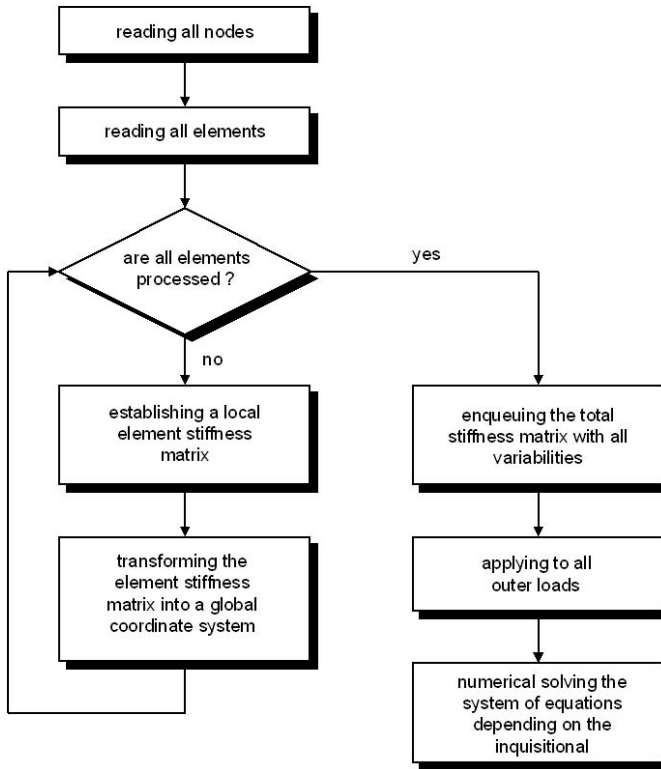 reading all nodes
reading all elements
are all elements
processed ?
yes
no
establishing a local
element stiffness
matrix
transforming the
element stiffness
matrix into a global
coordinate system
enqueuing the total
stiffness matrix with all
variabilities
applying to all
outer loads
numerical solving the
system of equations
depending on the
inquisitional